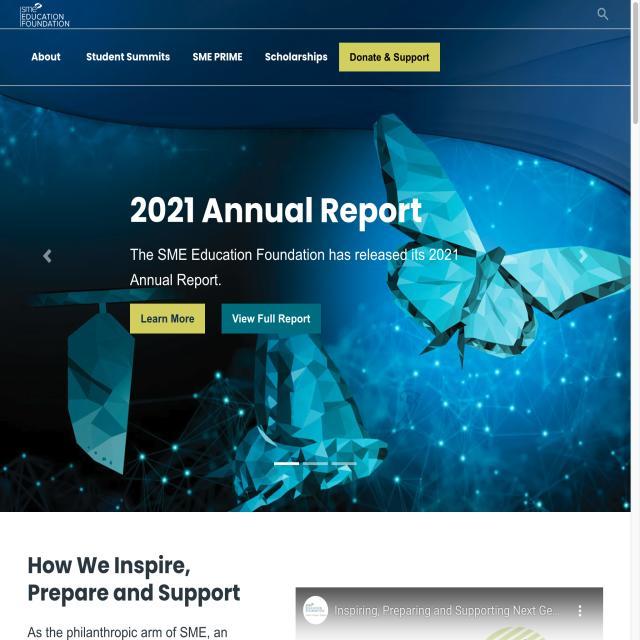 sme
EDUCATION
FOUNDATION
About
Student Summits
SME PRIME
Scholarships
Donate & Support
2021 Annual Report
The SME Education Foundation has released its 2021
Annual Report.
Learn More
View Full Report
How We Inspire,
Prepare and Support
As the philanthropic arm of SME, an
Inspiring, Preparing and Supporting Next Ge...